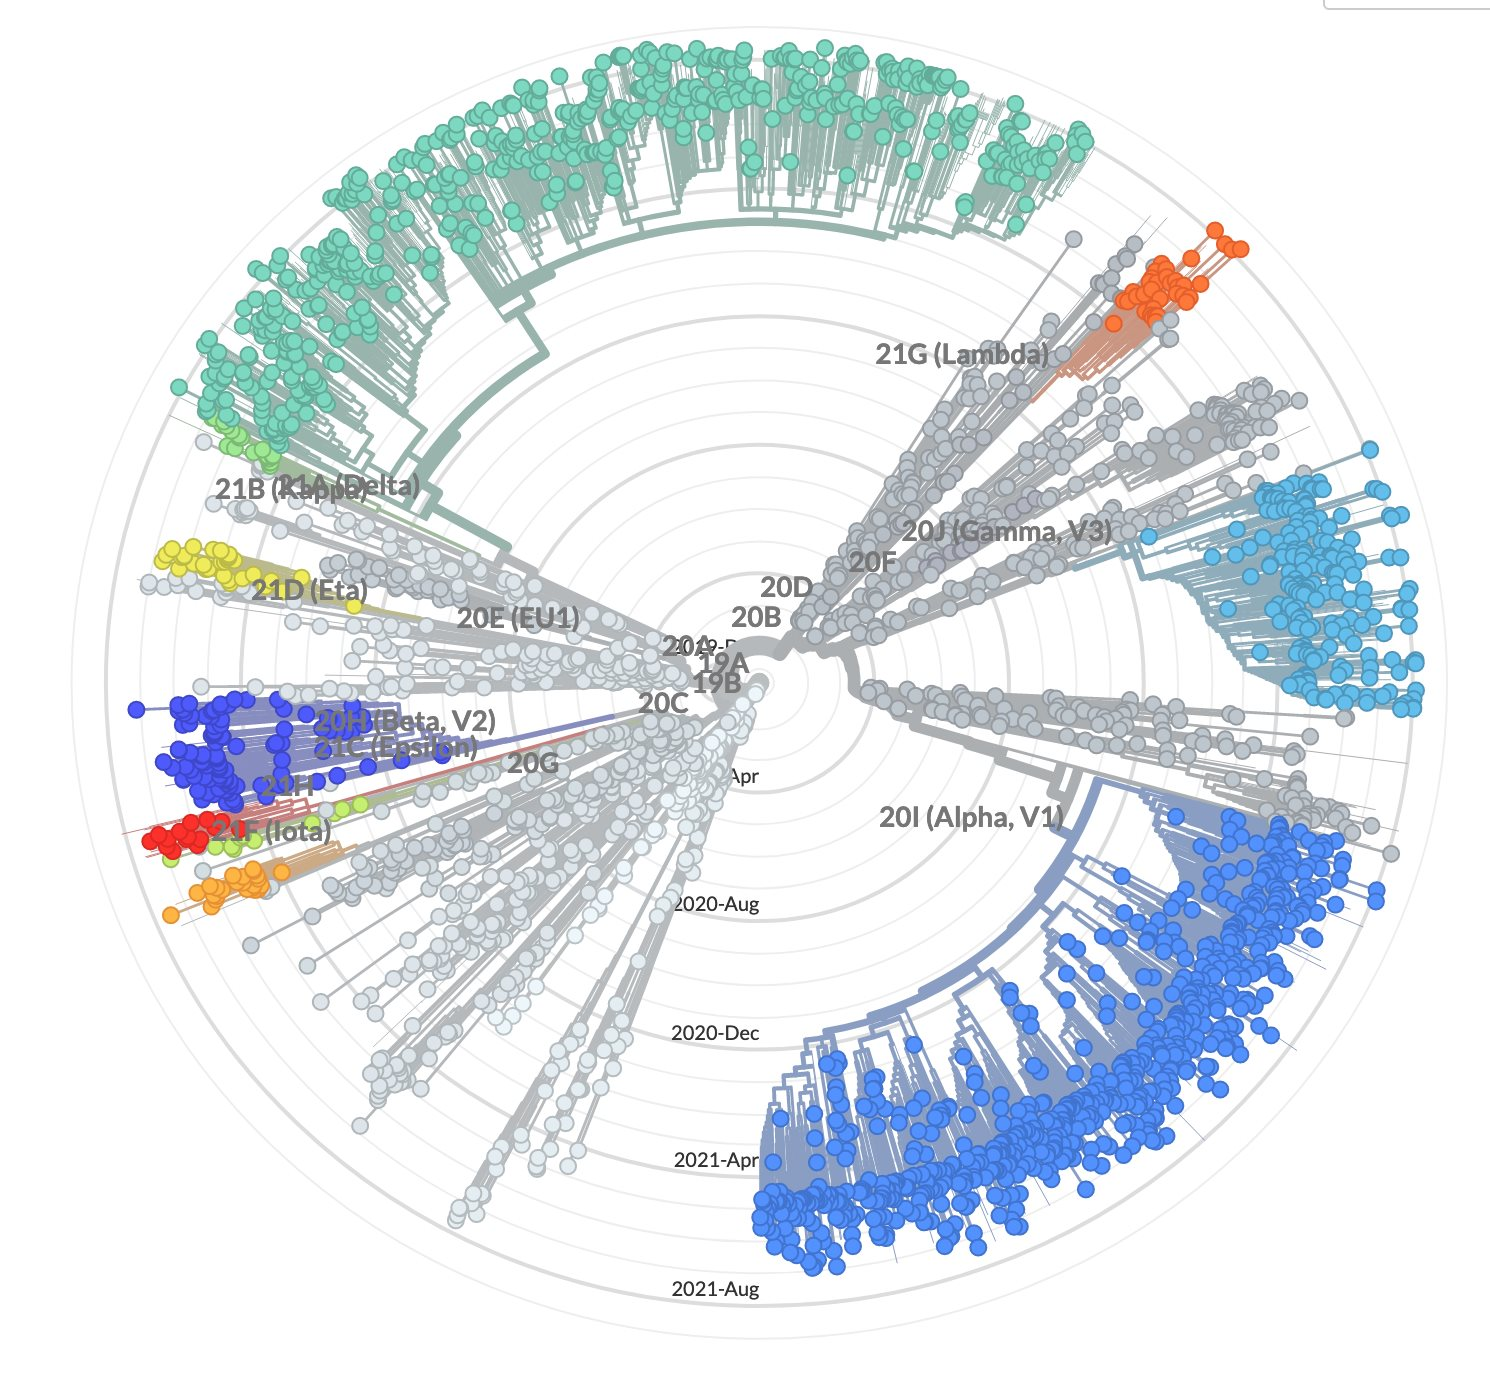 21G (Lambda)
21B (Kappa)
21A (Delta)
20J (Gamma, V3)
20F
21D (Eta)
20D
20E (EU1)
20B
20A
19A
19B
20C
20H (Beta, V2)
21C (Epsilon)
20G
Apr
21H
20I (Alpha, V1)
21F (Iota)
2020-Aug
2020-Dec
2021-Apr
2021-Aug